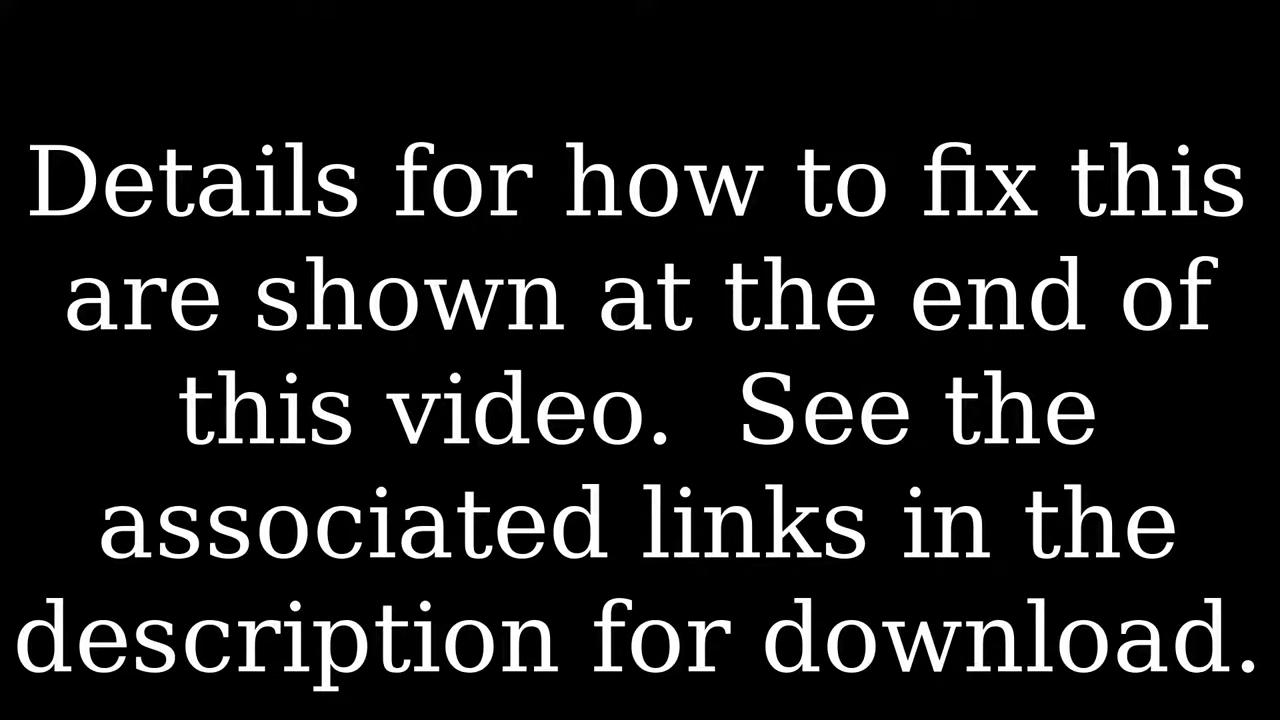 Details for how to fix this
are shown at the end of
this video.  See the
associated links in the
description for download.